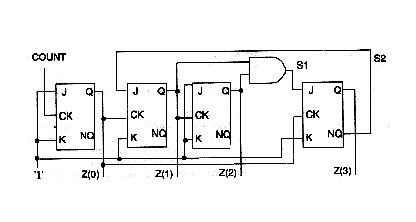 COUNT
S1
S2
J Q J Q J Q J Q
CK CK CK CK
K NQ K NQ K NQ K NQ
'1' Z(0) Z(1) Z(2) Z(3)